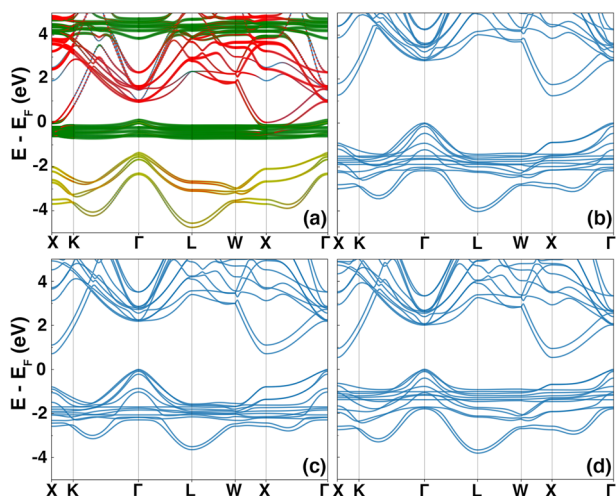 4
2
0
-2
-4
E - E_F (eV)
(a)
(b)
X K Γ L W X Γ
X K Γ L W X Γ
4
2
0
-2
-4
E - E_F (eV)
(c)
(d)
X K Γ L W X Γ
X K Γ L W X Γ